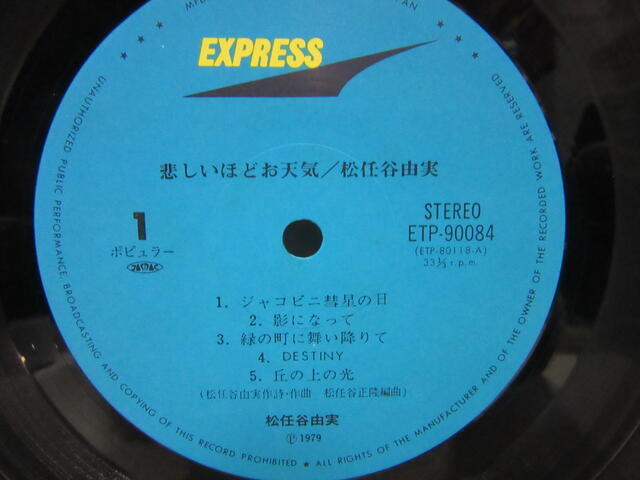 EXPRESS
悲しいほどお天気／松任谷由実
1
ポピュラー
STEREO
ETP-90084
(ETP-80118-A)
33⅓ r.p.m.
1. ジャコビニ彗星の日
2. 影になって
3. 緑の町に舞い降りて
4. DESTINY
5. 丘の上の光
(松任谷由実作詩・作曲 松任谷正隆編曲)
松任谷由実
Ⓟ 1979
UNAUTHORIZED PUBLIC PERFORMANCE, BROADCASTING AND COPYING OF THIS RECORD PROHIBITED ★ ALL RIGHTS OF THE MANUFACTURER AND OF THE OWNER OF THE RECORDED WORK ARE RESERVED